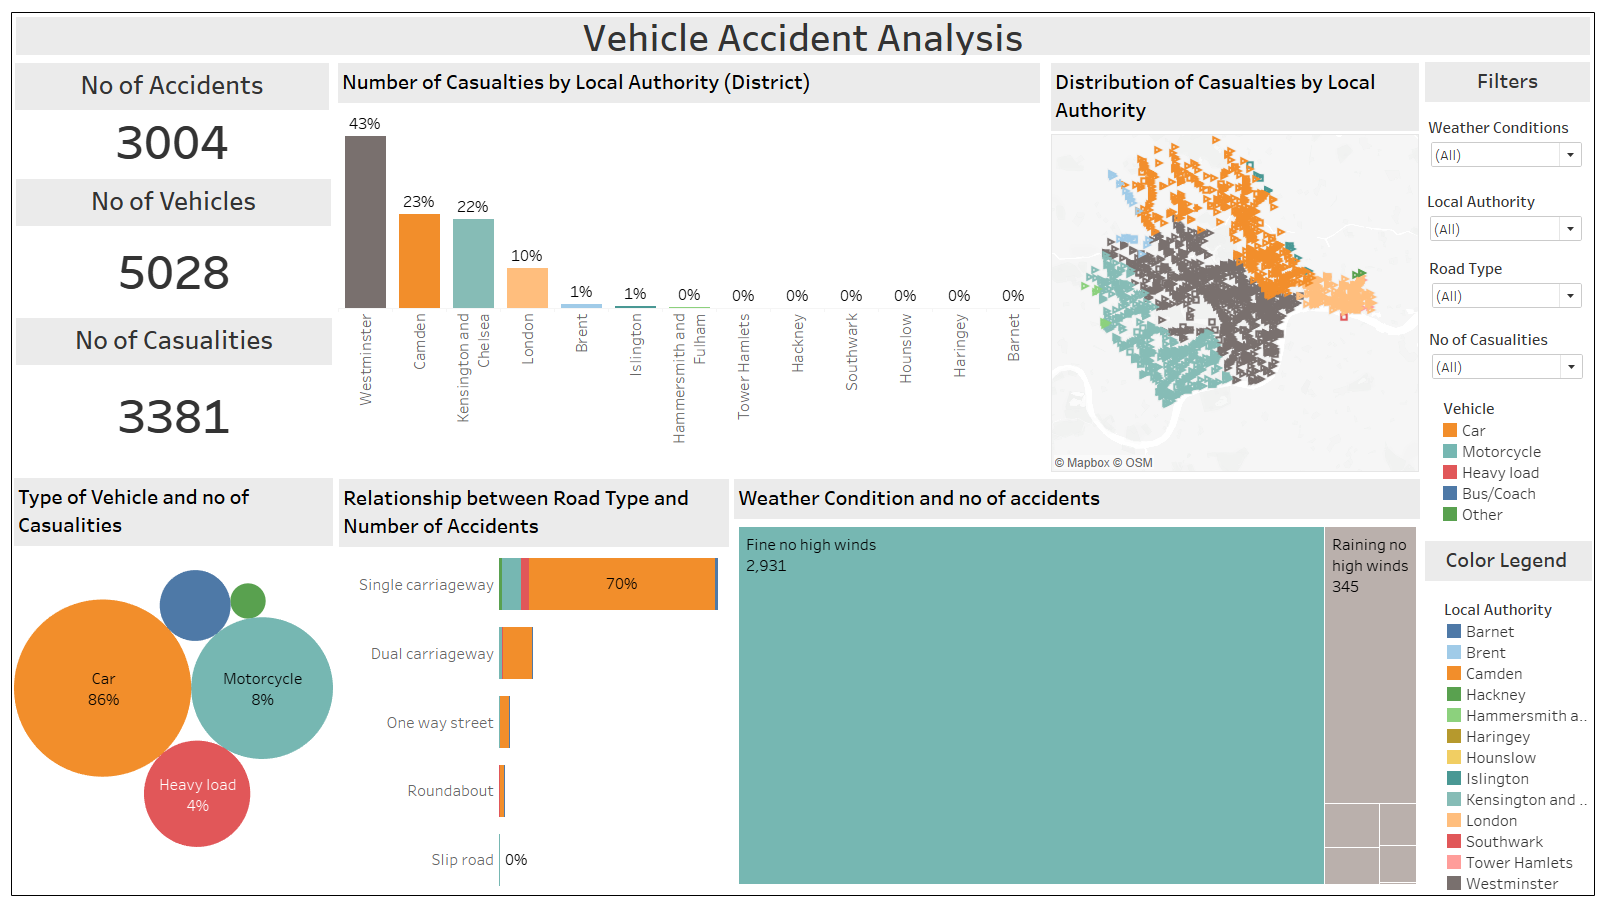 Vehicle Accident Analysis
No of Accidents
3004
No of Vehicles
5028
No of Casualities
3381
Number of Casualties by Local Authority (District)
43%
23%
22%
10%
1%
1%
0%
0%
0%
0%
0%
0%
0%
Westminster
Camden
Kensington and
Chelsea
London
Brent
Islington
Hammersmith and
Fulham
Tower Hamlets
Hackney
Southwark
Hounslow
Haringey
Barnet
Distribution of Casualties by Local
Authority
© Mapbox © OSM
Filters
Weather Conditions
(All)
Local Authority
(All)
Road Type
(All)
No of Casualities
(All)
Vehicle
Car
Motorcycle
Heavy load
Bus/Coach
Other
Color Legend
Local Authority
Barnet
Brent
Camden
Hackney
Hammersmith a..
Haringey
Hounslow
Islington
Kensington and ..
London
Southwark
Tower Hamlets
Westminster
Type of Vehicle and no of
Casualities
Car
86%
Motorcycle
8%
Heavy load
4%
Relationship between Road Type and
Number of Accidents
Single carriageway
70%
Dual carriageway
One way street
Roundabout
Slip road
0%
Weather Condition and no of accidents
Fine no high winds
2,931
Raining no
high winds
345